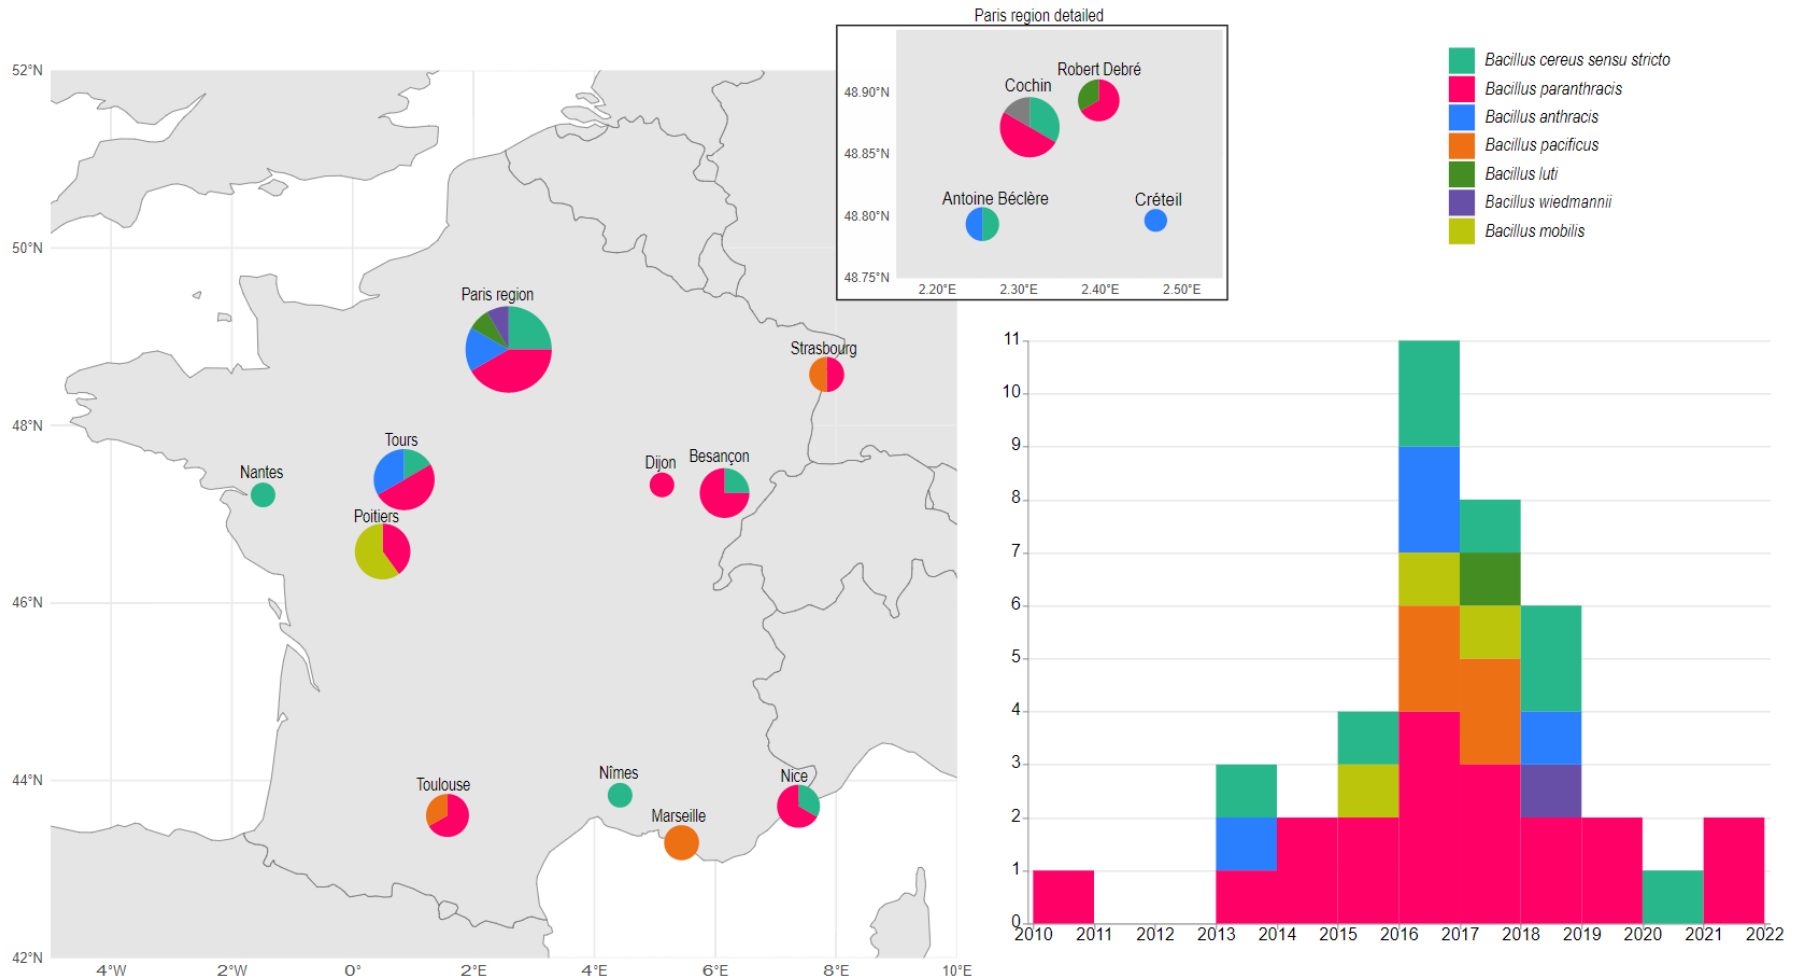 Paris region detailed
48.90°N
48.85°N
48.80°N
48.75°N
2.20°E
2.30°E
2.40°E
2.50°E
Robert Debré
Cochin
Antoine Béclère
Créteil
Bacillus cereus sensu stricto
Bacillus paranthracis
Bacillus anthracis
Bacillus pacificus
Bacillus luti
Bacillus wiedmannii
Bacillus mobilis
52°N
50°N
48°N
46°N
44°N
42°N
4°W
2°W
0°
2°E
4°E
6°E
8°E
10°E
Paris region
Strasbourg
Tours
Nantes
Dijon
Besançon
Poitiers
Toulouse
Nîmes
Marseille
Nice
11
10
9
8
7
6
5
4
3
2
1
0
2010
2011
2012
2013
2014
2015
2016
2017
2018
2019
2020
2021
2022